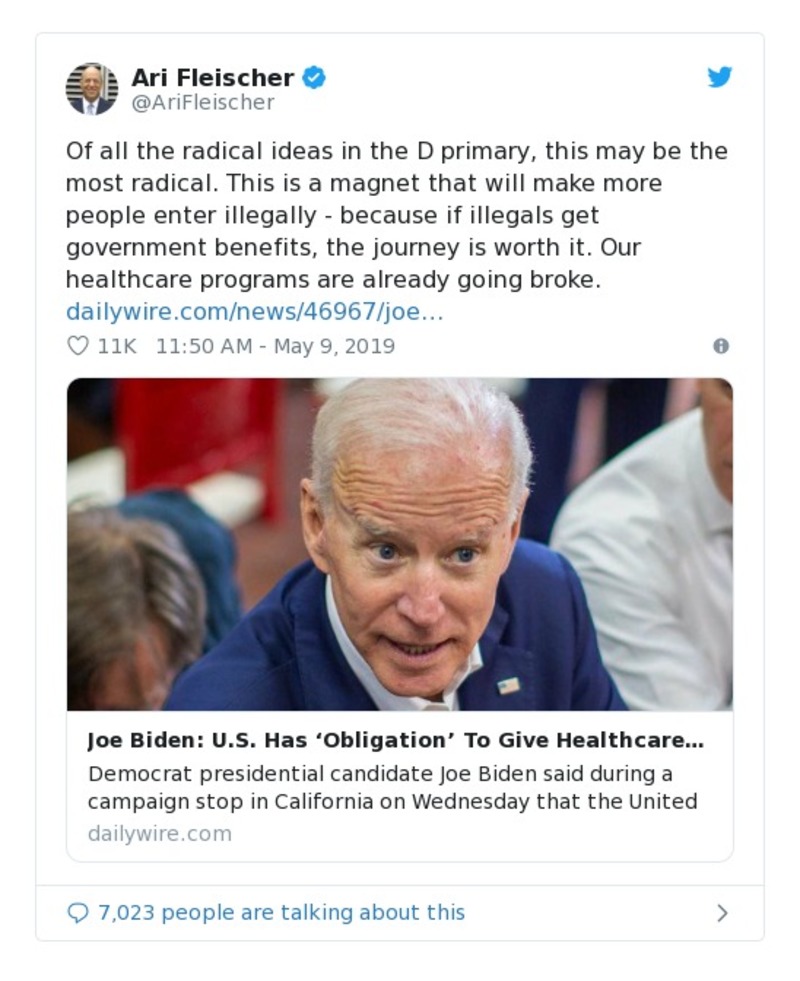 Ari Fleischer
@AriFleischer
Of all the radical ideas in the D primary, this may be the
most radical. This is a magnet that will make more
people enter illegally - because if illegals get
government benefits, the journey is worth it. Our
healthcare programs are already going broke.
dailywire.com/news/46967/joe…
11K 11:50 AM - May 9, 2019
Joe Biden: U.S. Has ‘Obligation’ To Give Healthcare…
Democrat presidential candidate Joe Biden said during a
campaign stop in California on Wednesday that the United
dailywire.com
7,023 people are talking about this